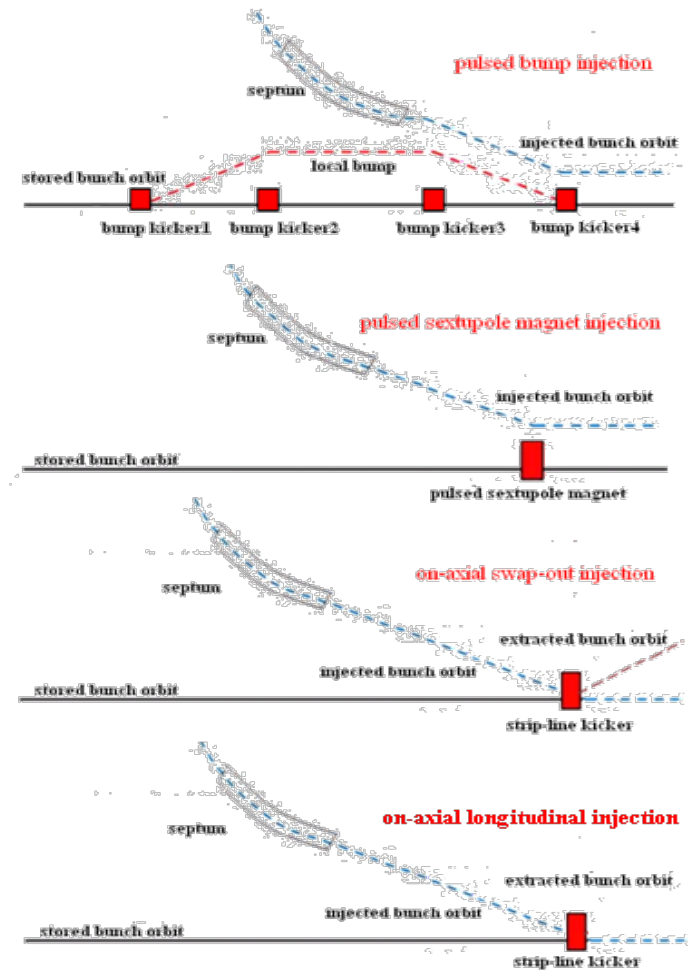 pulsed bump injection
septum
injected bunch orbit
local bump
stored bunch orbit
bump kicker1
bump kicker2
bump kicker3
bump kicker4
pulsed sextupole magnet injection
septum
injected bunch orbit
stored bunch orbit
pulsed sextupole magnet
on-axial swap-out injection
septum
extracted bunch orbit
injected bunch orbit
stored bunch orbit
strip-line kicker
on-axial longitudinal injection
septum
extracted bunch orbit
injected bunch orbit
stored bunch orbit
strip-line kicker